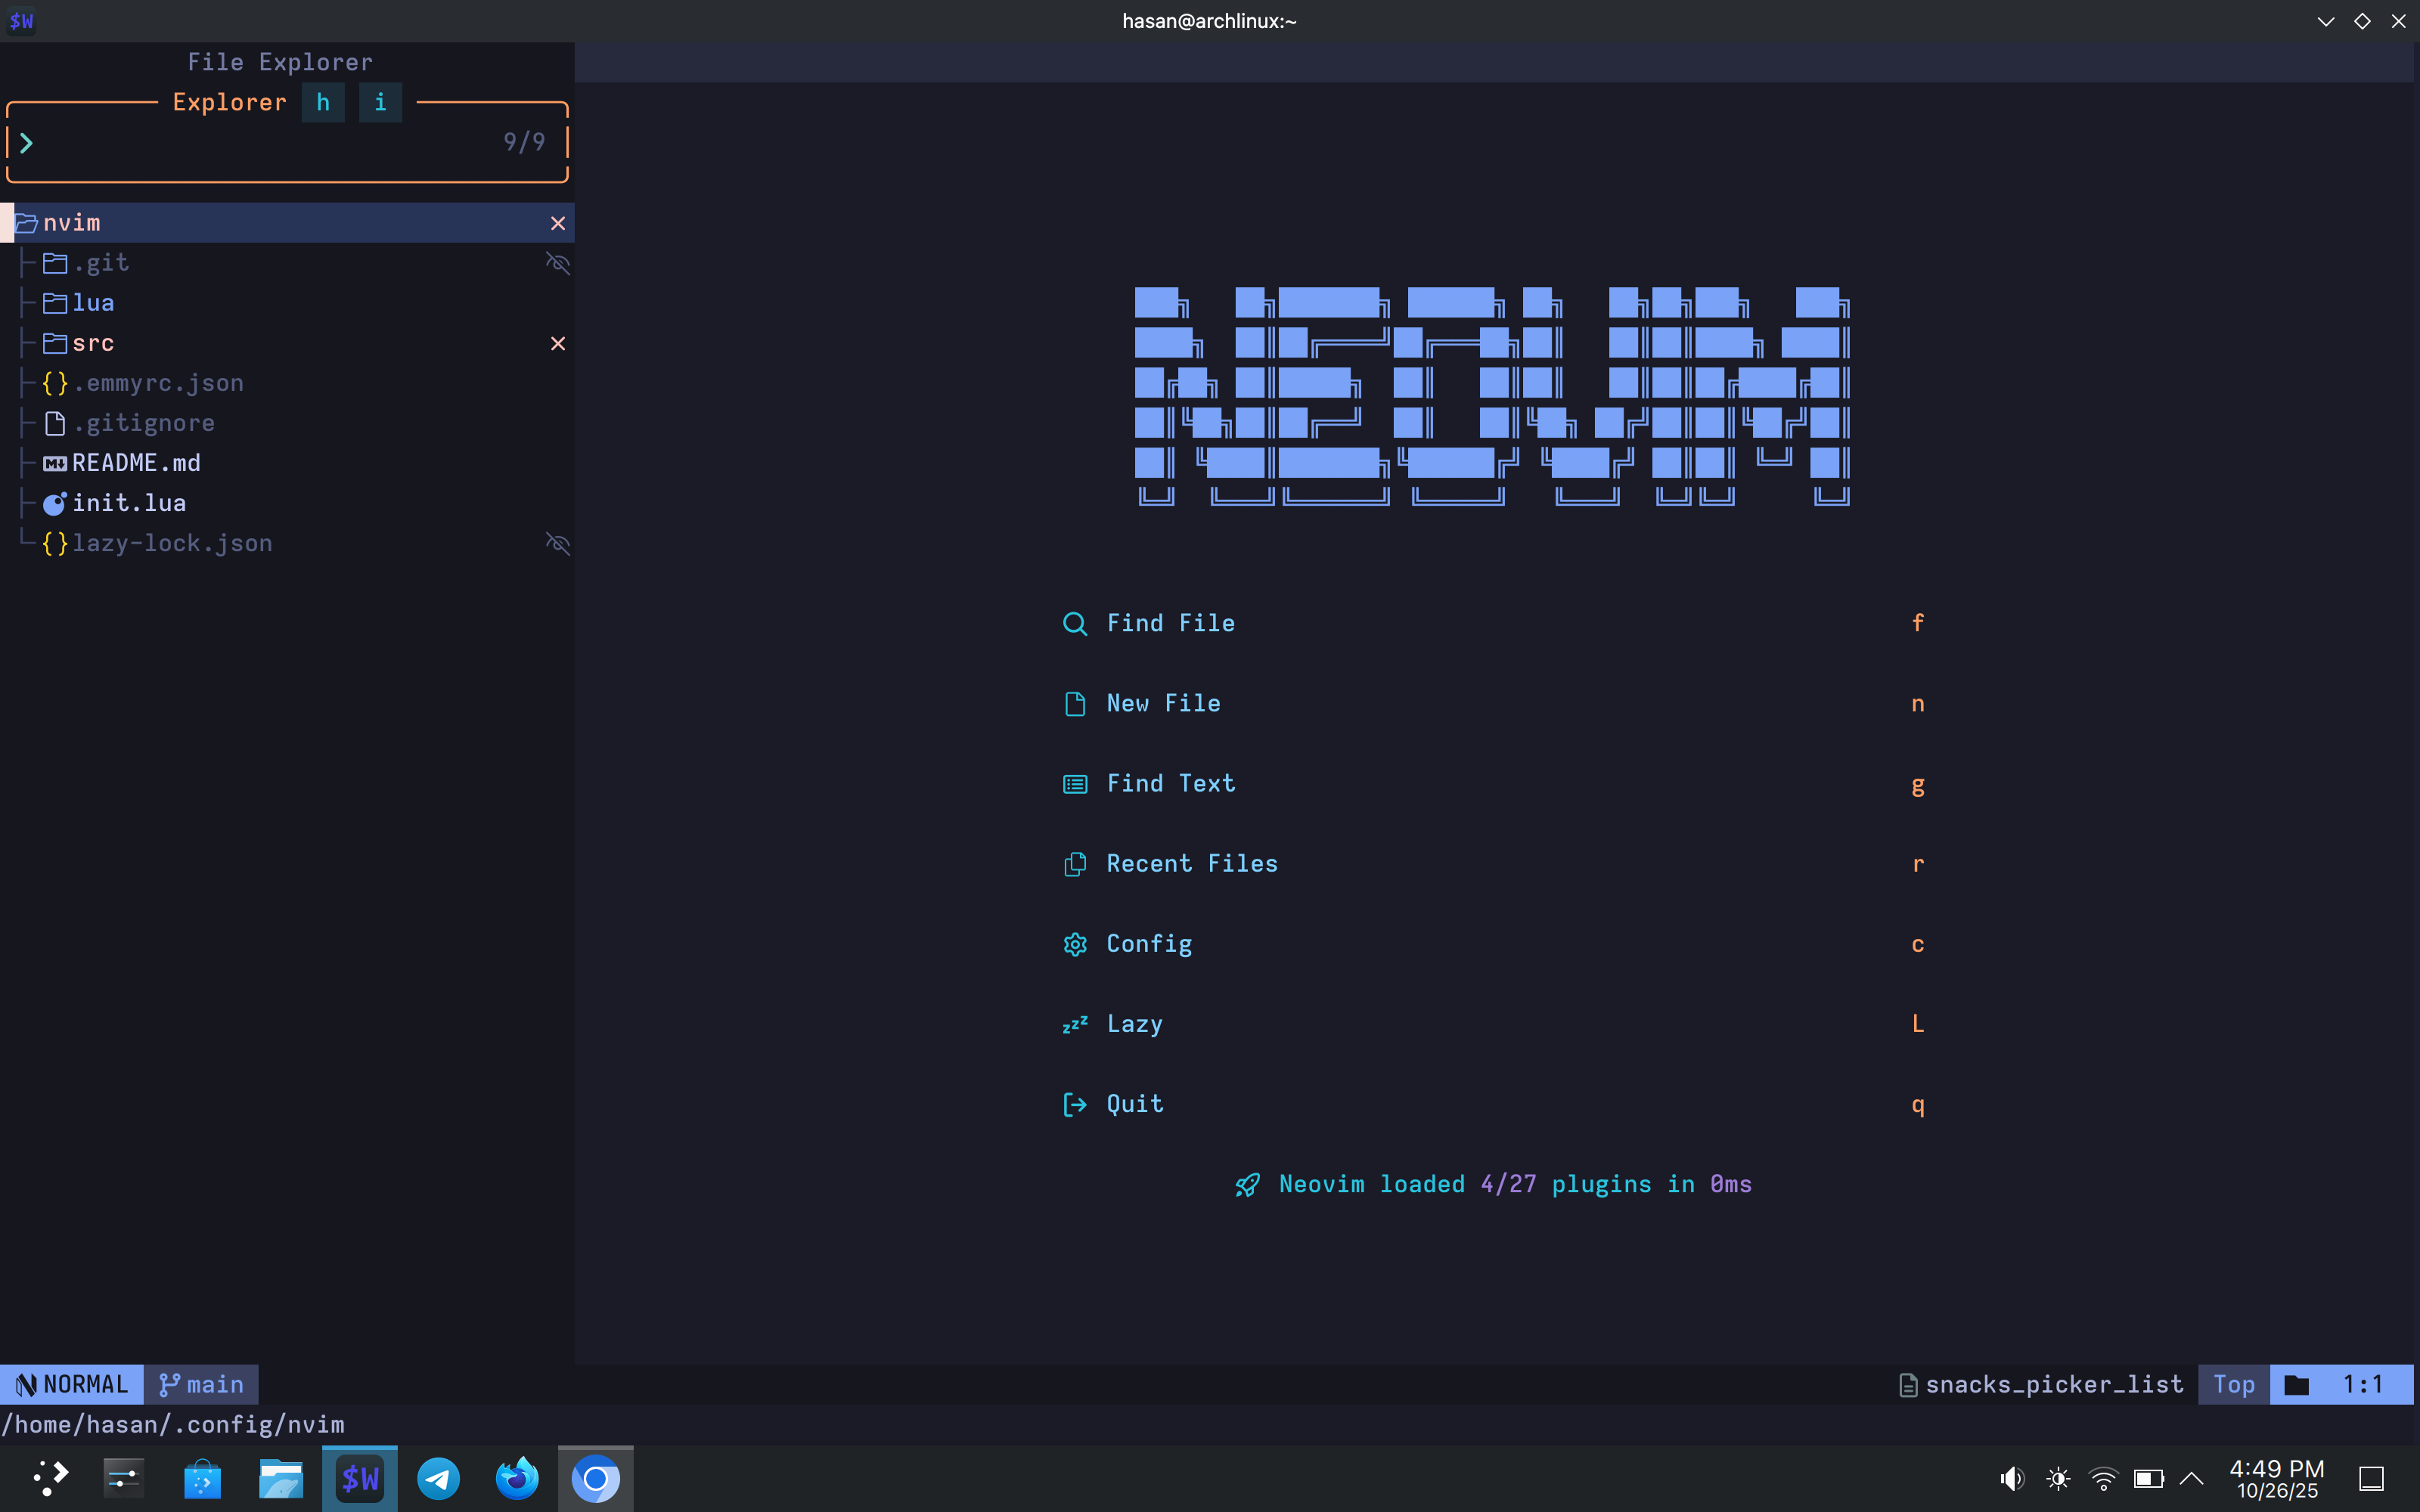 $W
hasan@archlinux:~
File Explorer
Explorer h i
9/9
nvim
.git
lua
src
.emmyrc.json
.gitignore
README.md
init.lua
lazy-lock.json
NEOVIM
Find File f
New File n
Find Text g
Recent Files r
Config c
zzz Lazy L
Quit q
Neovim loaded 4/27 plugins in 0ms
NORMAL main
snacks_picker_list Top 1:1
/home/hasan/.config/nvim
$W
4:49 PM
10/26/25